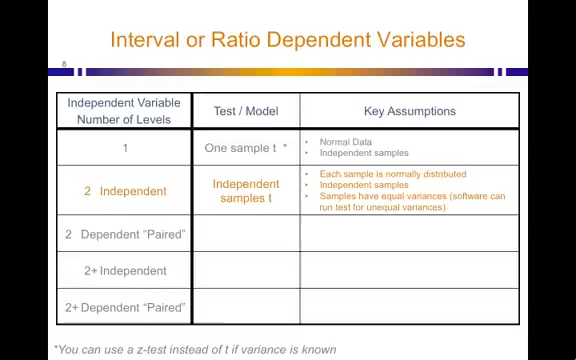 Interval or Ratio Dependent Variables
8
Independent Variable
Number of Levels
Test / Model
Key Assumptions
1
One sample t *
• Normal Data
• Independent samples
2 Independent
Independent
samples t
• Each sample is normally distributed
• Independent samples
• Samples have equal variances (software can
run test for unequal variances)
2 Dependent “Paired”
2+ Independent
2+ Dependent “Paired”
*You can use a z-test instead of t if variance is known